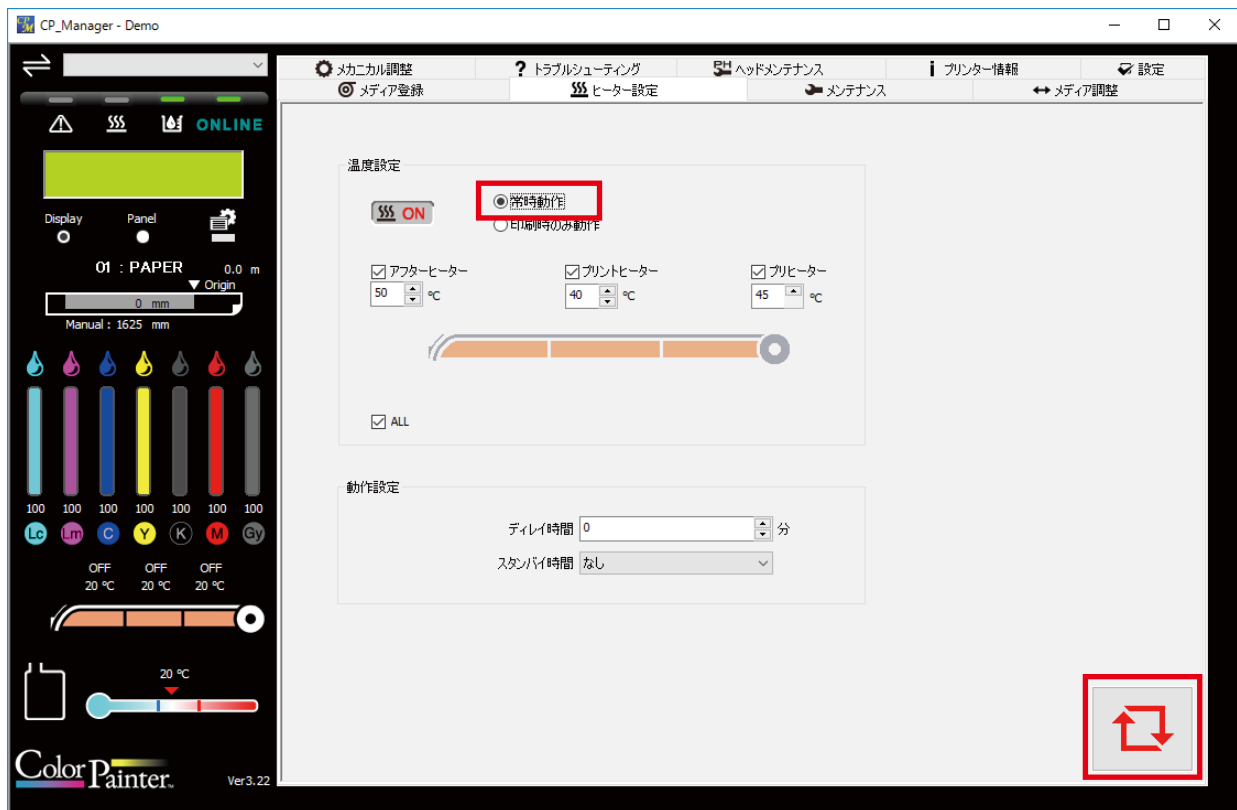 CP_Manager - Demo
メカニカル調整
トラブルシューティング
PH ヘッドメンテナンス
プリンター情報
設定
メディア登録
ヒーター設定
メンテナンス
メディア調整
ONLINE
Display
Panel
01 : PAPER
0.0 m
Origin
0 mm
Manual : 1625 mm
100 100 100 100 100 100 100
Lc Lm C Y K M Gy
OFF OFF OFF
20 ℃ 20 ℃ 20 ℃
20 ℃
Color Painter™
Ver3.22
温度設定
ON
常時動作
印刷時のみ動作
アフターヒーター
プリントヒーター
プリヒーター
50 ℃
40 ℃
45 ℃
ALL
動作設定
ディレイ時間 0 分
スタンバイ時間 なし